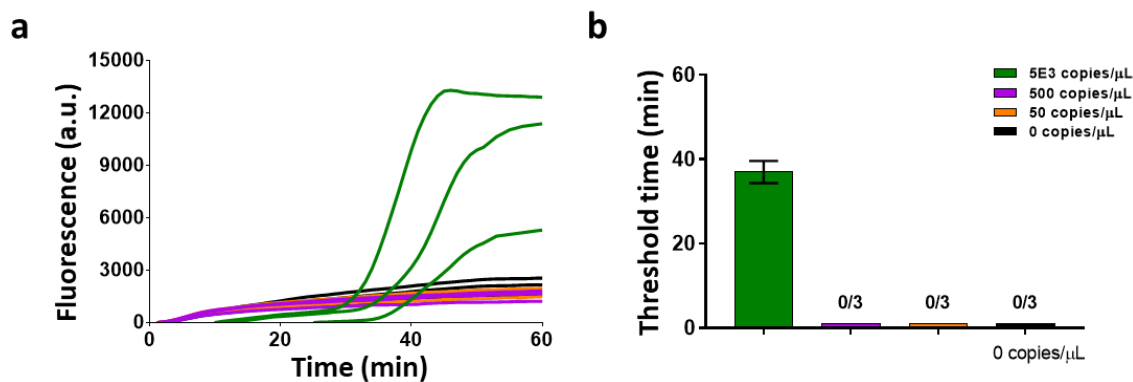 a
Fluorescence (a.u.)
15000
12000
9000
6000
3000
0
0
20
40
60
Time (min)
b
Threshold time (min)
60
40
20
0
5E3 copies/μL
500 copies/μL
50 copies/μL
0 copies/μL
0/3
0/3
0/3
0 copies/μL